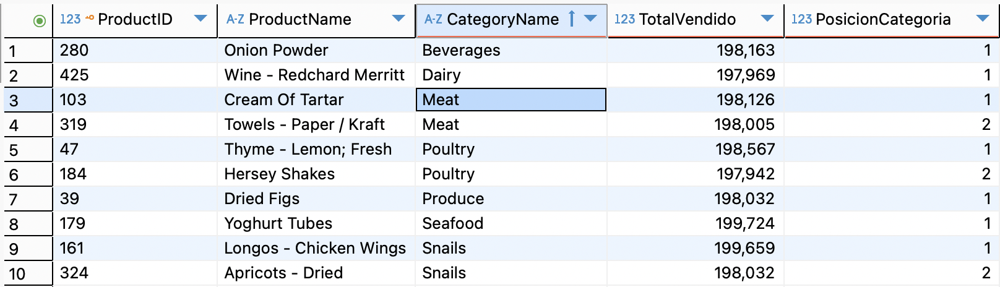 123 ProductID A-Z ProductName A-Z CategoryName 123 TotalVendido 123 PosicionCategoria
1 280 Onion Powder Beverages 198,163 1
2 425 Wine - Redchard Merritt Dairy 197,969 1
3 103 Cream Of Tartar Meat 198,126 1
4 319 Towels - Paper / Kraft Meat 198,005 2
5 47 Thyme - Lemon; Fresh Poultry 198,567 1
6 184 Hersey Shakes Poultry 197,942 2
7 39 Dried Figs Produce 198,032 1
8 179 Yoghurt Tubes Seafood 199,724 1
9 161 Longos - Chicken Wings Snails 199,659 1
10 324 Apricots - Dried Snails 198,032 2